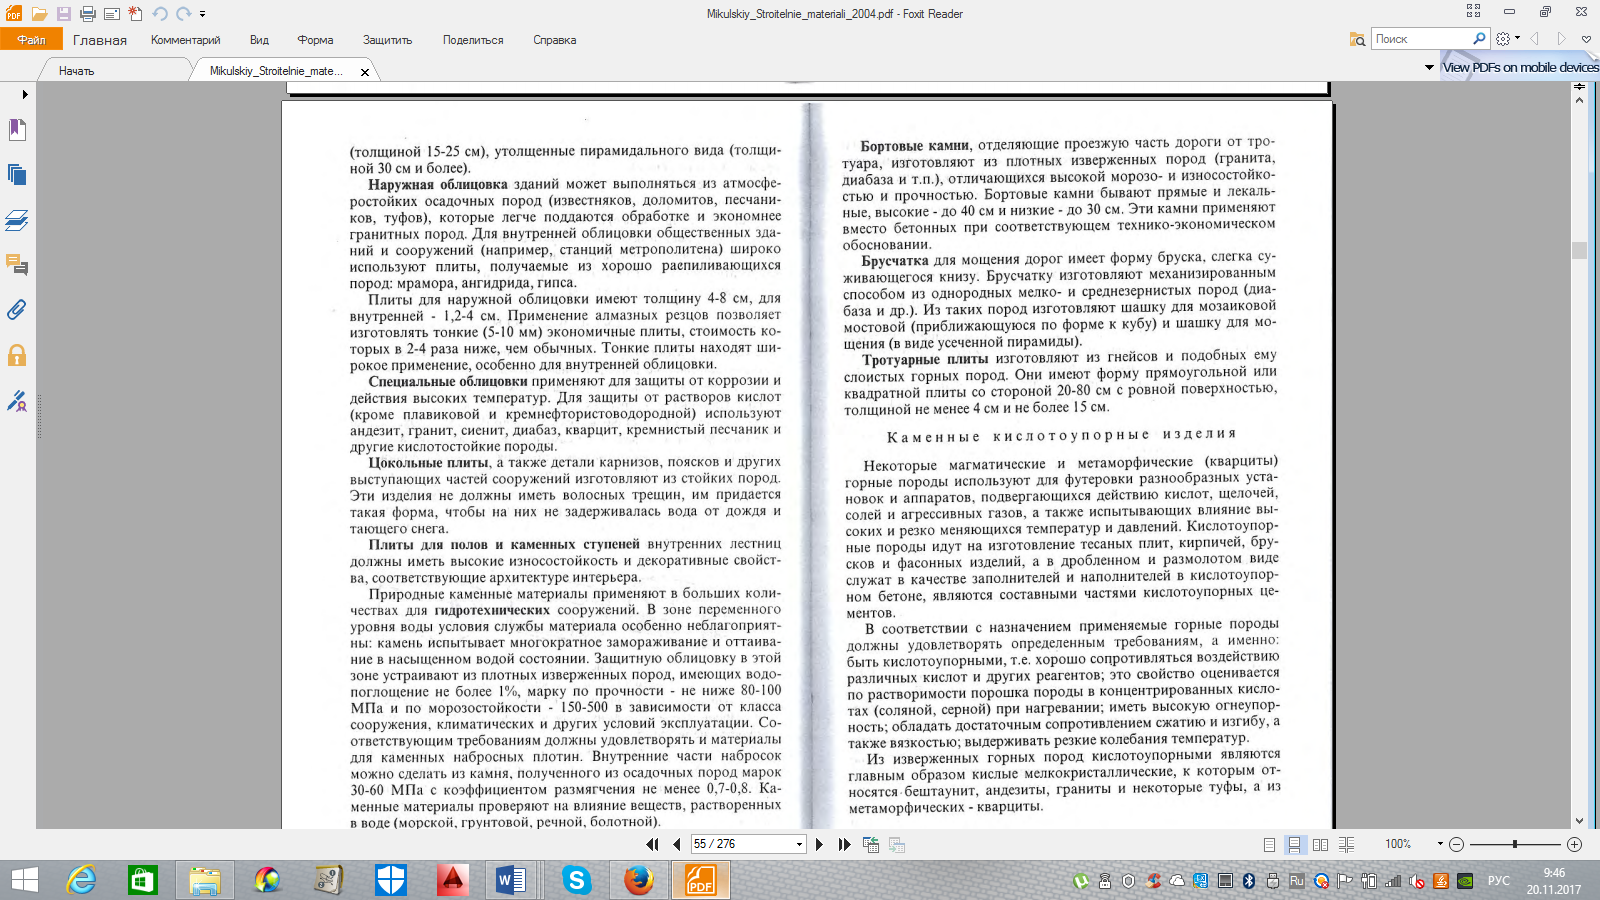 Mikulskiy_Stroitelnie_materiali_2004.pdf - Foxit Reader
Файл Главная Комментарий Вид Форма Защитить Поделиться Справка
Поиск
Начать
Mikulskiy_Stroitelnie_mate...
View PDFs on mobile devices
(толщиной 15-25 см), утолщенные пирамидального вида (толщи-
ной 30 см и более).
Наружная облицовка зданий может выполняться из атмосфе-
ростойких осадочных пород (известняков, доломитов, песчани-
ков, туфов), которые легче поддаются обработке и экономнее
гранитных пород. Для внутренней облицовки общественных зда-
ний и сооружений (например, станций метрополитена) широко
используют плиты, получаемые из хорошо распиливающихся
пород: мрамора, ангидрида, гипса.
Плиты для наружной облицовки имеют толщину 4-8 см, для
внутренней - 1,2-4 см. Применение алмазных резцов позволяет
изготовлять тонкие (5-10 мм) экономичные плиты, стоимость ко-
торых в 2-4 раза ниже, чем обычных. Тонкие плиты находят ши-
рокое применение, особенно для внутренней облицовки.
Специальные облицовки применяют для защиты от коррозии и
действия высоких температур. Для защиты от растворов кислот
(кроме плавиковой и кремнефтористоводородной) используют
андезит, гранит, сиенит, диабаз, кварцит, кремнистый песчаник и
другие кислотостойкие породы.
Цокольные плиты, а также детали карнизов, поясков и других
выступающих частей сооружений изготовляют из стойких пород.
Эти изделия не должны иметь волосных трещин, им придается
такая форма, чтобы на них не задерживалась вода от дождя и
тающего снега.
Плиты для полов и каменных ступеней внутренних лестниц
должны иметь высокие износостойкость и декоративные свойст-
ва, соответствующие архитектуре интерьера.
Природные каменные материалы применяют в больших коли-
чествах для гидротехнических сооружений. В зоне переменного
уровня воды условия службы материала особенно неблагоприят-
ны: камень испытывает многократное замораживание и оттаива-
ние в насыщенном водой состоянии. Защитную облицовку в этой
зоне устраивают из плотных изверженных пород, имеющих водо-
поглощение не более 1%, марку по прочности - не ниже 80-100
МПа и по морозостойкости - 150-500 в зависимости от класса
сооружения, климатических и других условий эксплуатации. Со-
ответствующим требованиям должны удовлетворять и материалы
для каменных набросных плотин. Внутренние части набросок
можно сделать из камня, полученного из осадочных пород марок
30-60 МПа с коэффициентом размягчения не менее 0,7-0,8. Ка-
менные материалы проверяют на влияние веществ, растворенных
в воде (морской, грунтовой, речной, болотной).
Бортовые камни, отделяющие проезжую часть дороги от тро-
туара, изготовляют из плотных изверженных пород (гранита,
диабаза и т.п.), отличающихся высокой морозо- и износостойко-
стью и прочностью. Бортовые камни бывают прямые и лекаль-
ные, высокие - до 40 см и низкие - до 30 см. Эти камни применяют
вместо бетонных при соответствующем технико-экономическом
обосновании.
Брусчатка для мощения дорог имеет форму бруска, слегка су-
живающегося книзу. Брусчатку изготовляют механизированным
способом из однородных мелко- и среднезернистых пород (диа-
база и др.). Из таких пород изготовляют шашку для мозаиковой
мостовой (приближающуюся по форме к кубу) и шашку для мо-
щения (в виде усеченной пирамиды).
Тротуарные плиты изготовляют из гнейсов и подобных ему
слоистых горных пород. Они имеют форму прямоугольной или
квадратной плиты со стороной 20-80 см с ровной поверхностью,
толщиной не менее 4 см и не более 15 см.
Каменные кислотоупорные изделия
Некоторые магматические и метаморфические (кварциты)
горные породы используют для футеровки разнообразных уста-
новок и аппаратов, подвергающихся действию кислот, щелочей,
солей и агрессивных газов, а также испытывающих влияние вы-
соких и резко меняющихся температур и давлений. Кислотоупор-
ные породы идут на изготовление тесаных плит, кирпичей, бру-
сков и фасонных изделий, а в дробленном и размолотом виде
служат в качестве заполнителей и наполнителей в кислотоупор-
ном бетоне, являются составными частями кислотоупорных це-
ментов.
В соответствии с назначением применяемые горные породы
должны удовлетворять определенным требованиям, а именно:
быть кислотоупорными, т.е. хорошо сопротивляться воздействию
различных кислот и других реагентов; это свойство оценивается
по растворимости порошка породы в концентрированных кисло-
тах (соляной, серной) при нагревании; иметь высокую огнеупор-
ность; обладать достаточным сопротивлением сжатию и изгибу, а
также вязкостью; выдерживать резкие колебания температур.
Из изверженных горных пород кислотоупорными являются
главным образом кислые мелкокристаллические, к которым от-
носятся бештаунит, андезиты, граниты и некоторые туфы, а из
метаморфических - кварциты.
55 / 276
100%
Ru
РУС
9:46
20.11.2017